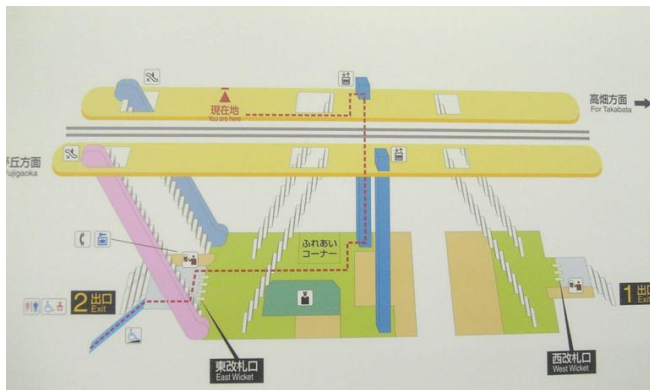 現在地
You are here
高畑方面
For Takabata
丘方面
Fujigaoka
ふれあい
コーナー
2 出口
Exit
1 出口
Exit
東改札口
East Wicket
西改札口
West Wicket